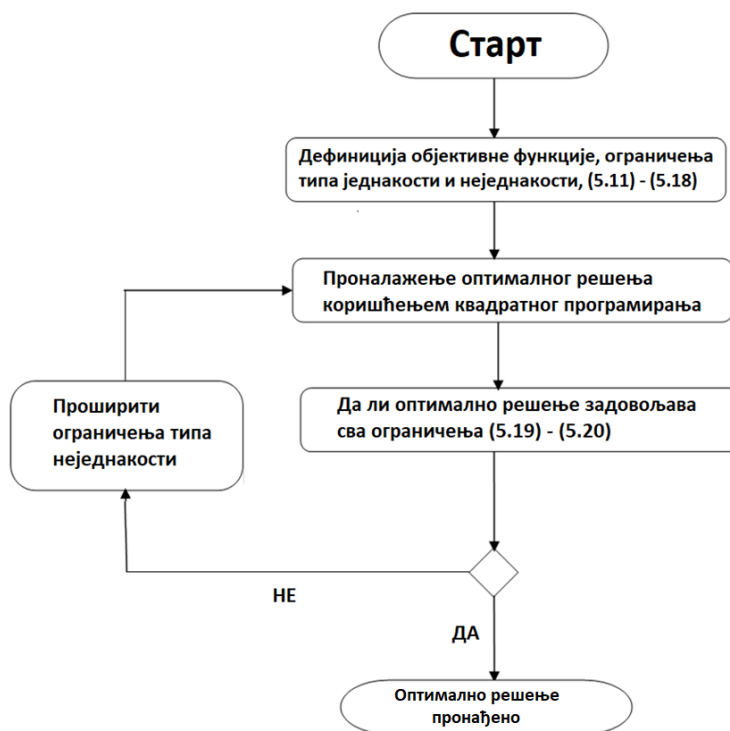 Старт
Дефиниција објективне функције, ограничења
типа једнакости и неједнакости, (5.11) - (5.18)
Проналажење оптималног решења
коришћењем квадратног програмирања
Проширити
ограничења типа
неједнакости
Да ли оптимално решење задовољава
сва ограничења (5.19) - (5.20)
НЕ
ДА
Оптимално решење
пронађено